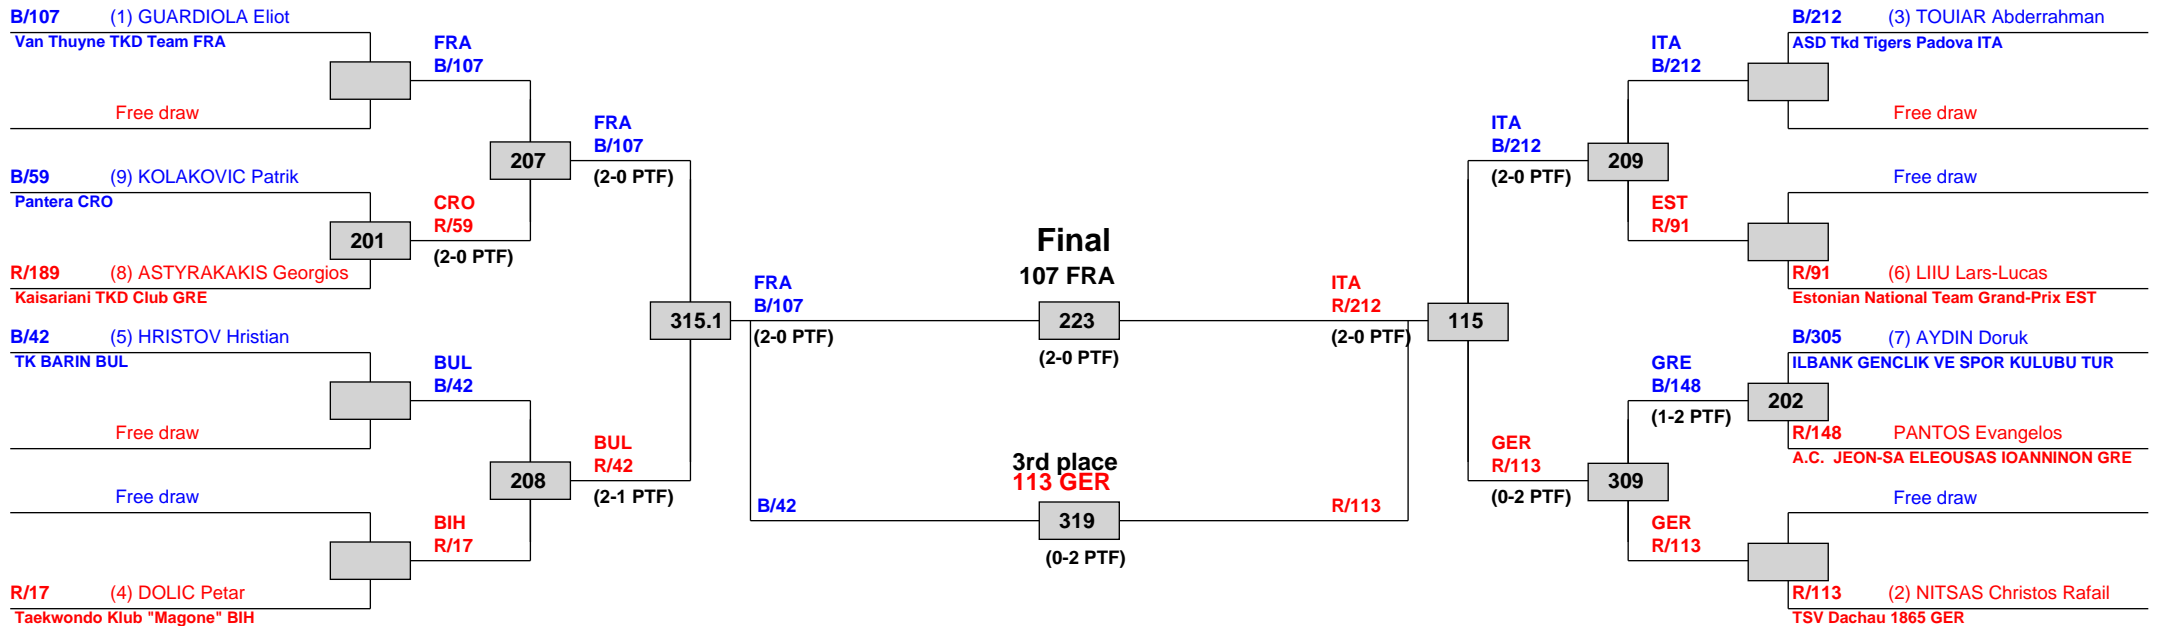 B/107 (1) GUARDIOLA Eliot
Van Thuyne TKD Team FRA
Free draw
B/59 (9) KOLAKOVIC Patrik
Pantera CRO
R/189 (8) ASTYRAKAKIS Georgios
Kaisariani TKD Club GRE
B/42 (5) HRISTOV Hristian
TK BARIN BUL
Free draw
Free draw
R/17 (4) DOLIC Petar
Taekwondo Klub "Magone" BIH
201
FRA
B/107
CRO
R/59
(2-0 PTF)
BUL
B/42
BIH
R/17
207
208
FRA
B/107
(2-0 PTF)
BUL
R/42
(2-1 PTF)
315.1
FRA
B/107
(2-0 PTF)
B/42
Final
107 FRA
223
(2-0 PTF)
3rd place
113 GER
319
(0-2 PTF)
ITA
R/212
(2-0 PTF)
R/113
115
ITA
B/212
(2-0 PTF)
GER
R/113
(0-2 PTF)
209
309
ITA
B/212
EST
R/91
GRE
B/148
(1-2 PTF)
GER
R/113
202
B/212 (3) TOUIAR Abderrahman
ASD Tkd Tigers Padova ITA
Free draw
Free draw
R/91 (6) LIIU Lars-Lucas
Estonian National Team Grand-Prix EST
B/305 (7) AYDIN Doruk
ILBANK GENCLIK VE SPOR KULUBU TUR
R/148 PANTOS Evangelos
A.C. JEON-SA ELEOUSAS IOANNINON GRE
Free draw
R/113 (2) NITSAS Christos Rafail
TSV Dachau 1865 GER